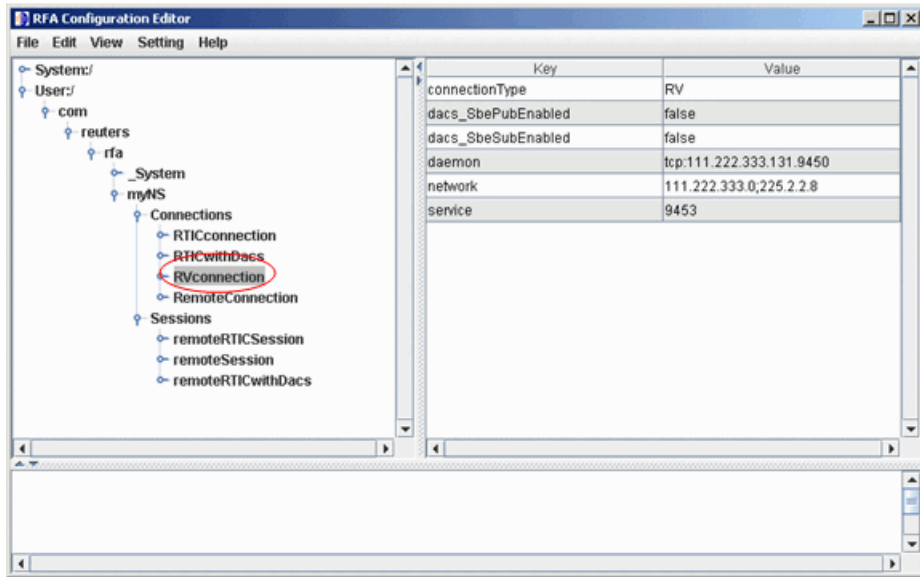 RFA Configuration Editor
File Edit View Setting Help
System:/
User:/
com
reuters
rfa
_System
myNS
Connections
RTICconnection
RTICwithDacs
RVconnection
RemoteConnection
Sessions
remoteRTICSession
remoteSession
remoteRTICwithDacs
Key Value
connectionType RV
dacs_SbePubEnabled false
dacs_SbeSubEnabled false
daemon tcp:111.222.333.131.9450
network 111.222.333.0;225.2.2.8
service 9453